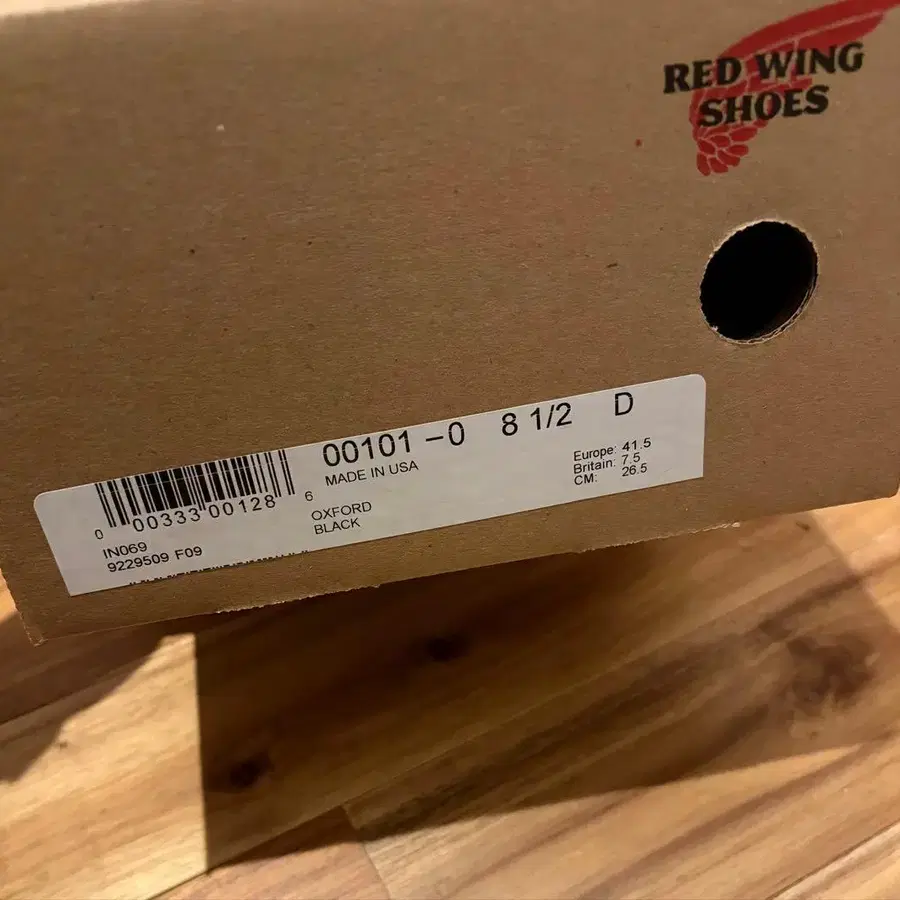 RED WING
SHOES
00101 -0 8 1/2 D
MADE IN USA
Europe: 41.5
Britain: 7.5
CM: 26.5
0 00333 00128 6
OXFORD
BLACK
IN069
9229509 F09